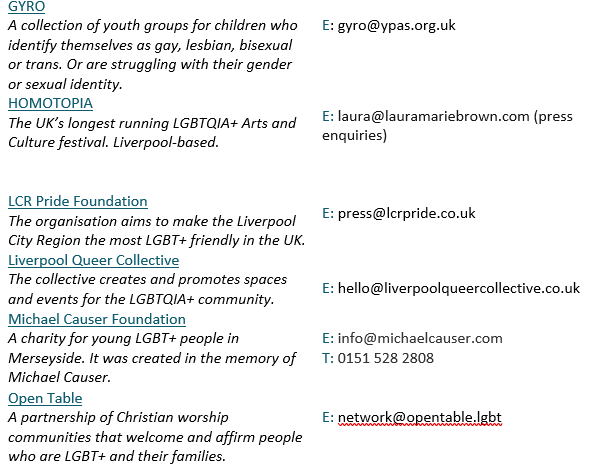 GYRO
A collection of youth groups for children who
identify themselves as gay, lesbian, bisexual
or trans. Or are struggling with their gender
or sexual identity.
E: gyro@ypas.org.uk
HOMOTOPIA
The UK's longest running LGBTQIA+ Arts and
Culture festival. Liverpool-based.
E: laura@lauramariebrown.com (press
enquiries)
LCR Pride Foundation
The organisation aims to make the Liverpool
City Region the most LGBT+ friendly in the UK.
E: press@lcrpride.co.uk
Liverpool Queer Collective
The collective creates and promotes spaces
and events for the LGBTQIA+ community.
E: hello@liverpoolqueercollective.co.uk
Michael Causer Foundation
A charity for young LGBT+ people in
Merseyside. It was created in the memory of
Michael Causer.
E: info@michaelcauser.com
T: 0151 528 2808
Open Table
A partnership of Christian worship
communities that welcome and affirm people
who are LGBT+ and their families.
E: network@opentable.lgbt